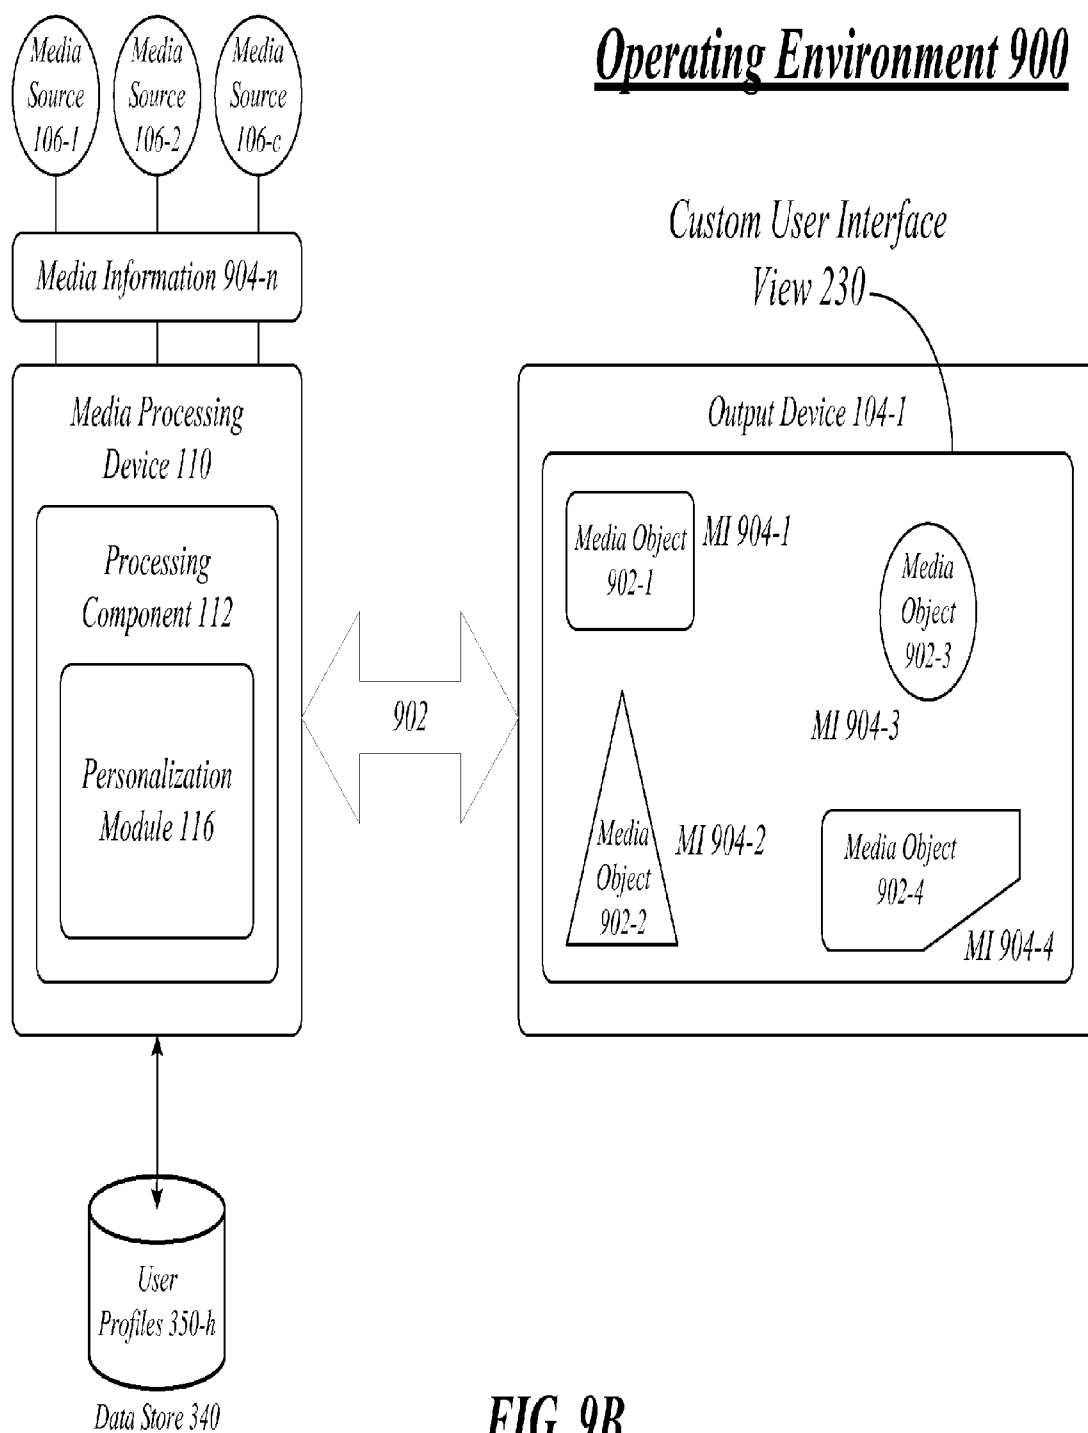 Operating Environment 900
Media
Source
106-1
Media
Source
106-2
Media
Source
106-c
Media Information 904-n
Custom User Interface
View 230
Media Processing
Device 110
Processing
Component 112
Personalization
Module 116
902
Output Device 104-1
Media Object
902-1
MI 904-1
Media
Object
902-3
MI 904-3
Media
Object
902-2
MI 904-2
Media Object
902-4
MI 904-4
User
Profiles 350-h
Data Store 340
FIG. 9B